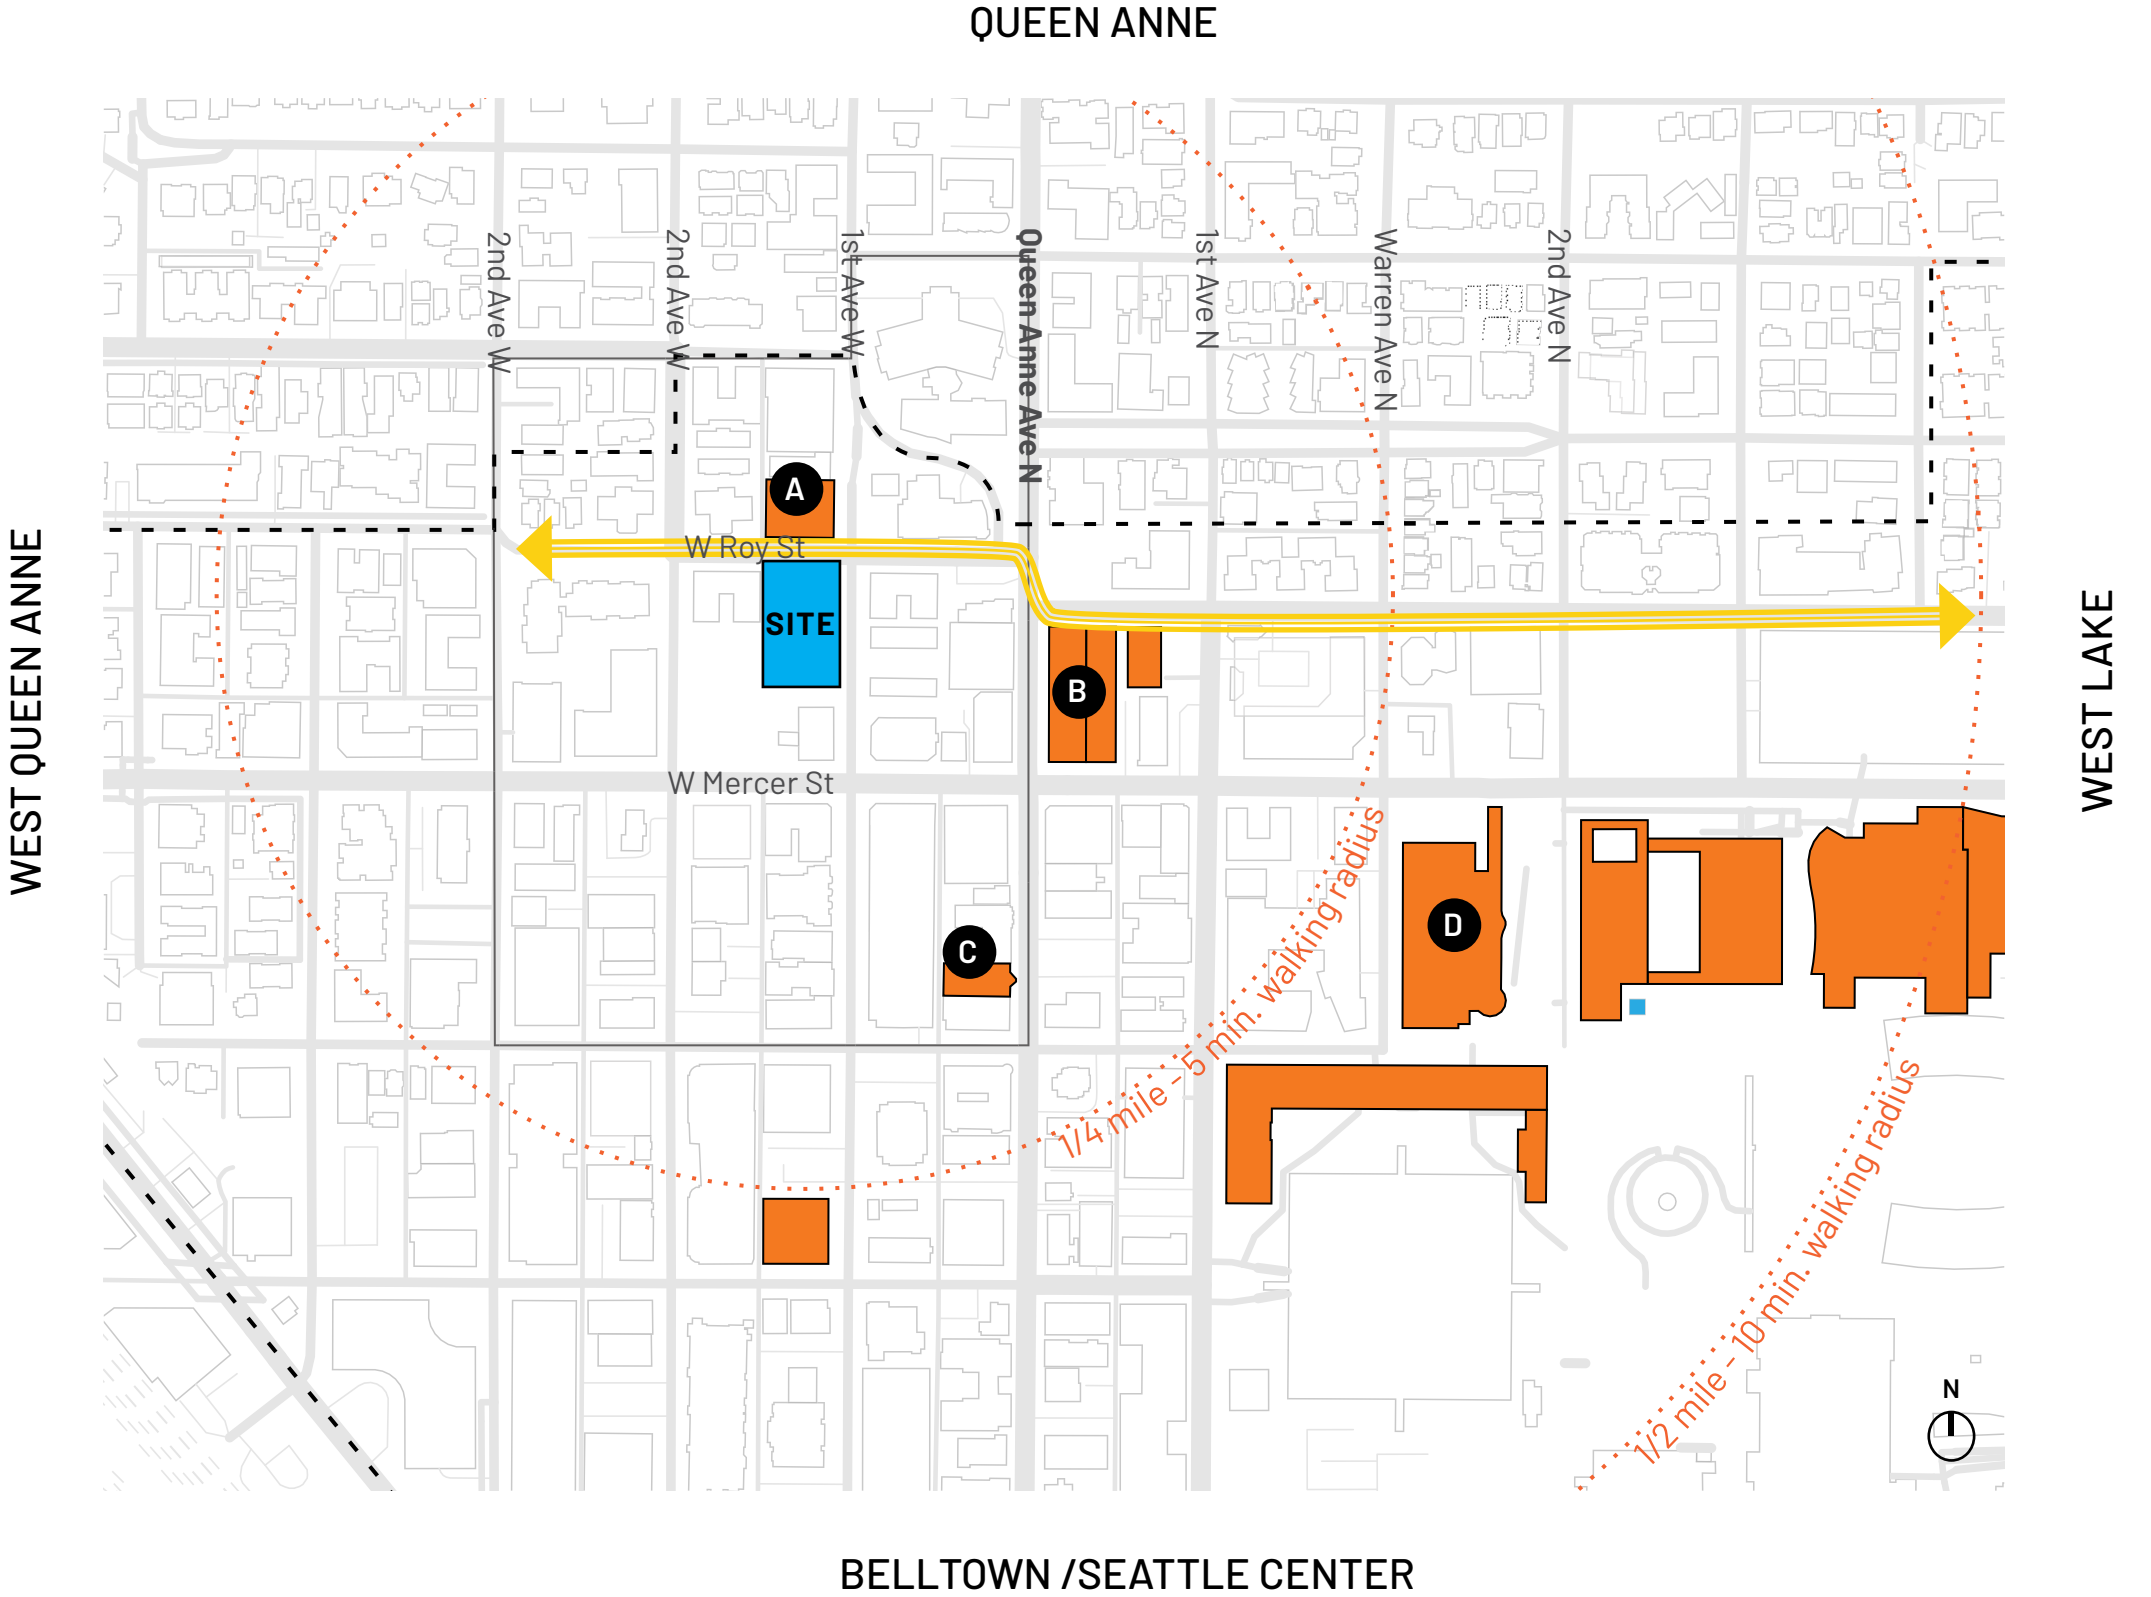 QUEEN ANNE
2nd Ave W
2nd Ave W
1st Ave W
Queen Anne Ave N
1st Ave N
Warren Ave N
2nd Ave N
A
W Roy St
SITE
B
WEST QUEEN ANNE
WEST LAKE
W Mercer St
C
D
1/4 mile - 5 min. walking radius
1/2 mile - 10 min. walking radius
N
BELLTOWN /SEATTLE CENTER